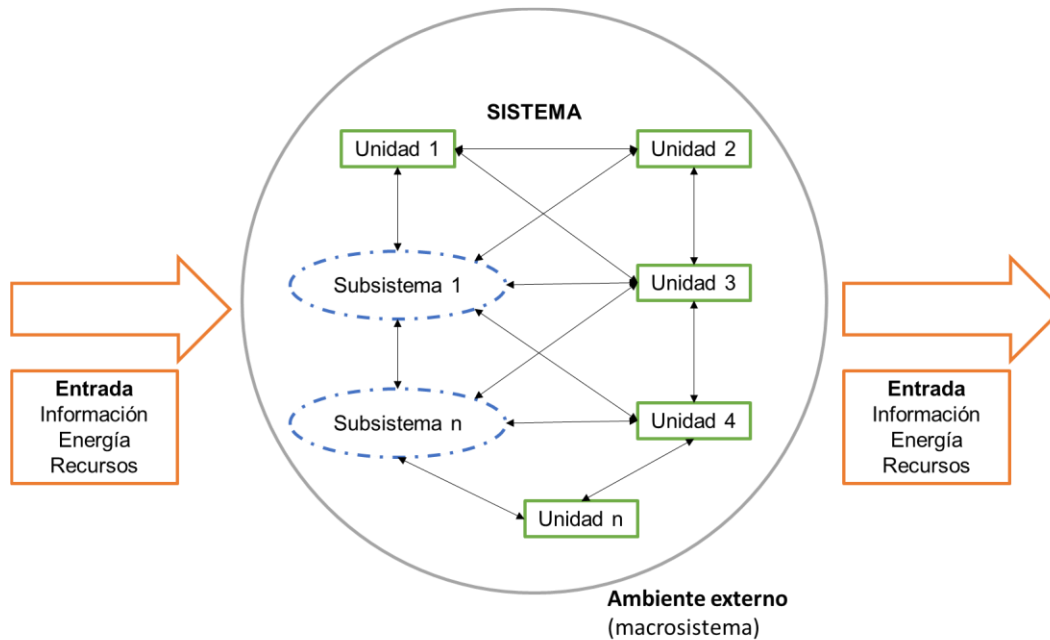 SISTEMA
Unidad 1
Unidad 2
Subsistema 1
Unidad 3
Entrada
Información
Energía
Recursos
Subsistema n
Unidad 4
Entrada
Información
Energía
Recursos
Unidad n
Ambiente externo
(macrosistema)